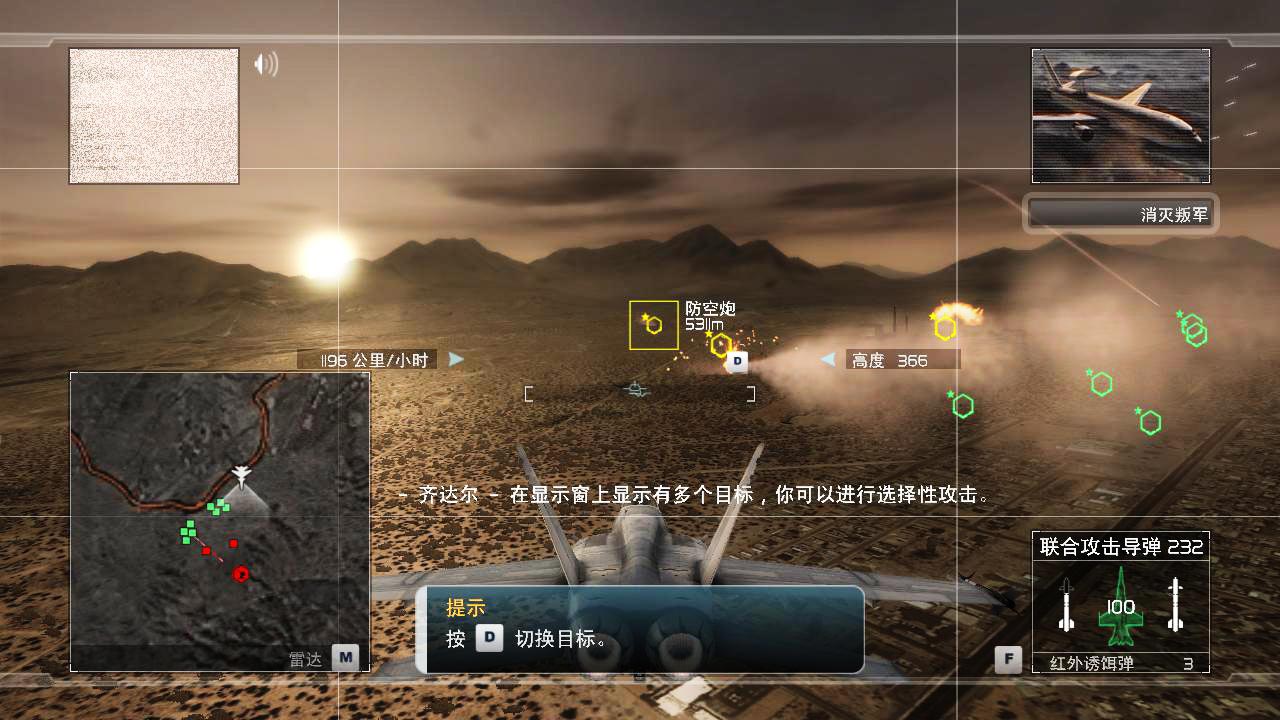 消灭叛军
防空炮
5311m
D
1196 公里/小时
高度 366
- 齐达尔 - 在显示窗上显示有多个目标，你可以进行选择性攻击。
联合攻击导弹 232
100
红外诱饵弹 3
提示
按 D 切换目标。
雷达 M
F